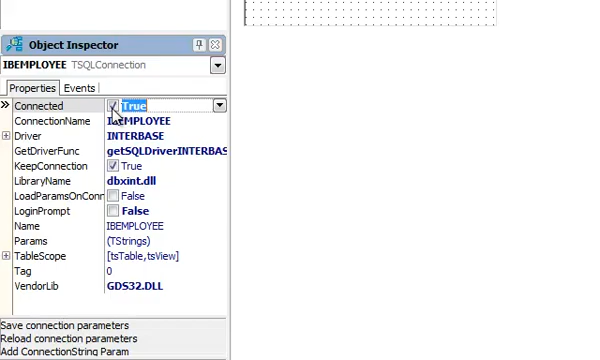 Object Inspector
IBEMPLOYEE TSQLConnection
Properties Events
Connected True
ConnectionName IBEMPLOYEE
Driver INTERBASE
GetDriverFunc getSQLDriverINTERBAS
KeepConnection True
LibraryName dbxint.dll
LoadParamsOnConn False
LoginPrompt False
Name IBEMPLOYEE
Params (TStrings)
TableScope [tsTable,tsView]
Tag 0
VendorLib GDS32.DLL
Save connection parameters
Reload connection parameters
Add ConnectionString Param